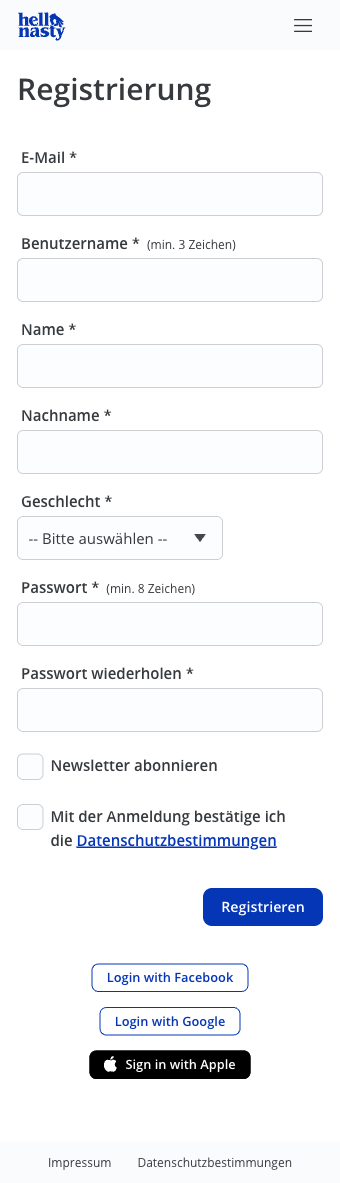 hello
nasty
Registrierung
E-Mail *
Benutzername * (min. 3 Zeichen)
Name *
Nachname *
Geschlecht *
-- Bitte auswählen --
Passwort * (min. 8 Zeichen)
Passwort wiederholen *
Newsletter abonnieren
Mit der Anmeldung bestätige ich
die Datenschutzbestimmungen
Registrieren
Login with Facebook
Login with Google
Sign in with Apple
Impressum Datenschutzbestimmungen